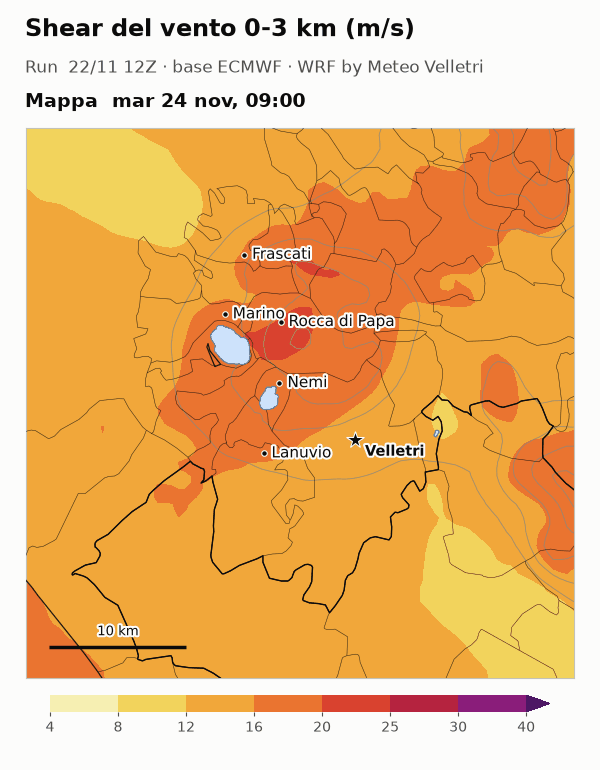 Shear del vento 0-3 km (m/s)
Run 22/11 12Z · base ECMWF · WRF by Meteo Velletri
Mappa mar 24 nov, 09:00
Frascati
Marino
Rocca di Papa
Nemi
Velletri
Lanuvio
10 km
4 8 12 16 20 25 30 40